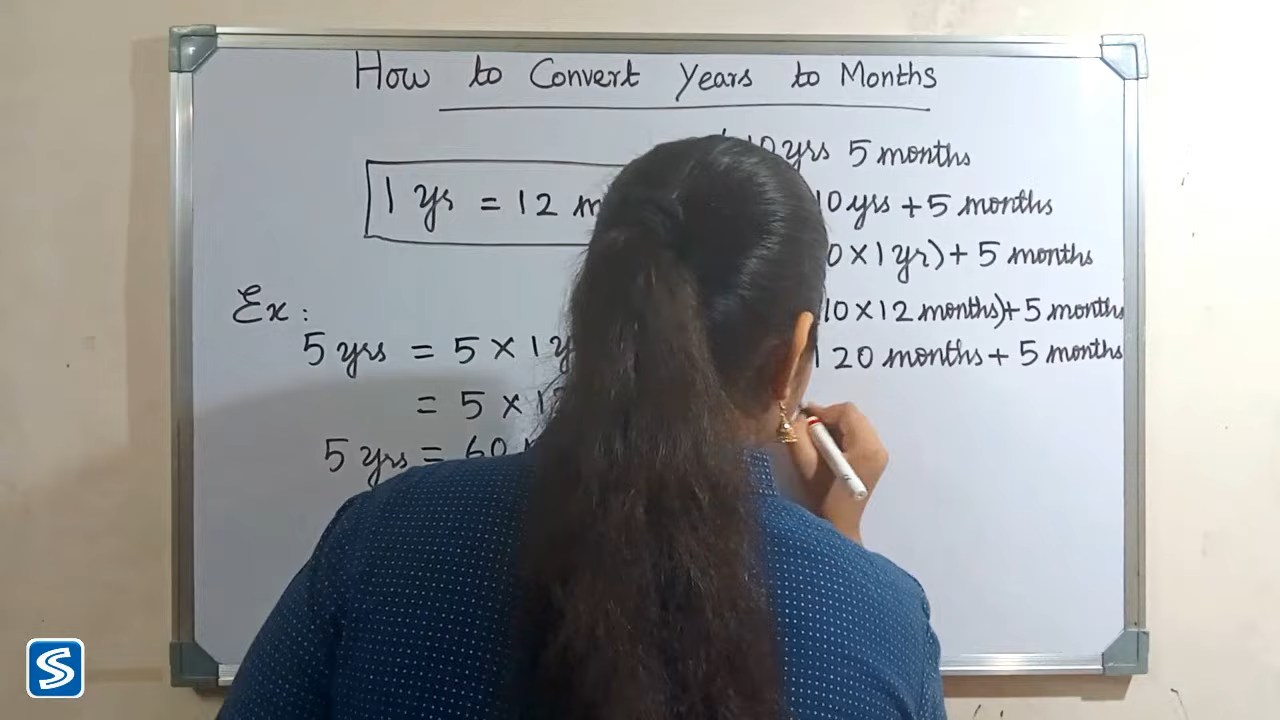 How to Convert Years to Months
1 yr = 12
10 yrs 5 months
10 yrs + 5 months
0 × 1 yr) + 5 months
10 × 12 months) + 5 months
120 months + 5 months
Ex:
5 yrs = 5 × 1
= 5 ×
5 yrs = 60
S